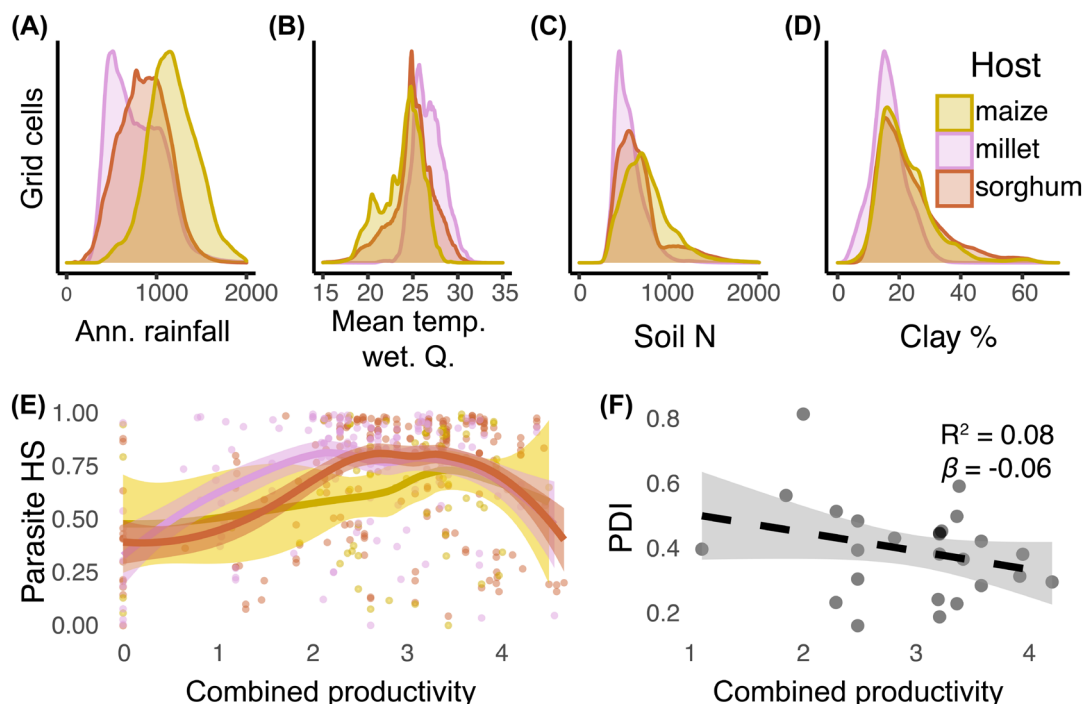 (A)
(B)
(C)
(D)
Grid cells
Host
maize
millet
sorghum
0 1000 2000
15 20 25 30 35
0 1000 2000
0 20 40 60
Ann. rainfall
Mean temp.
wet. Q.
Soil N
Clay %
(E)
Parasite HS
1.00
0.75
0.50
0.25
0.00
0 1 2 3 4
Combined productivity
(F)
PDI
0.8
0.6
0.4
0.2
R² = 0.08
β = -0.06
1 2 3 4
Combined productivity